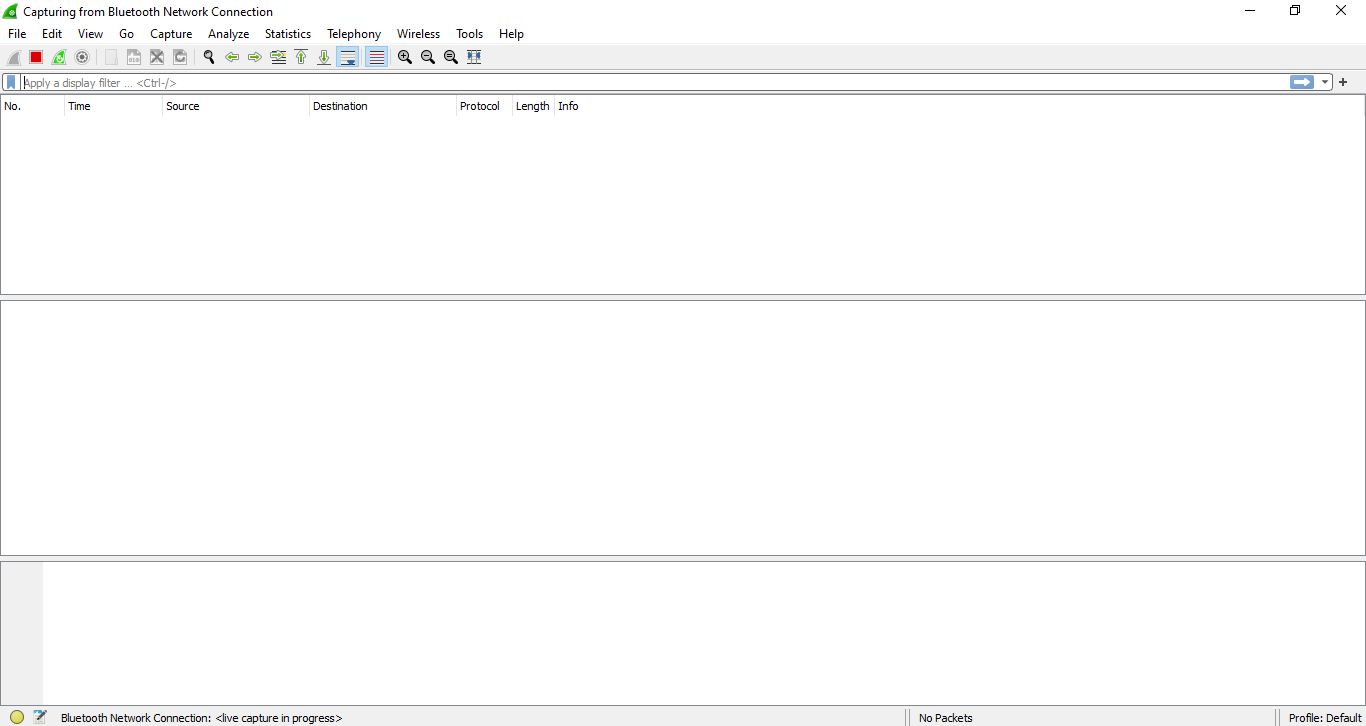 Capturing from Bluetooth Network Connection
File Edit View Go Capture Analyze Statistics Telephony Wireless Tools Help
Apply a display filter ... <Ctrl-/>
No. Time Source Destination Protocol Length Info
Bluetooth Network Connection: <live capture in progress> No Packets Profile: Default